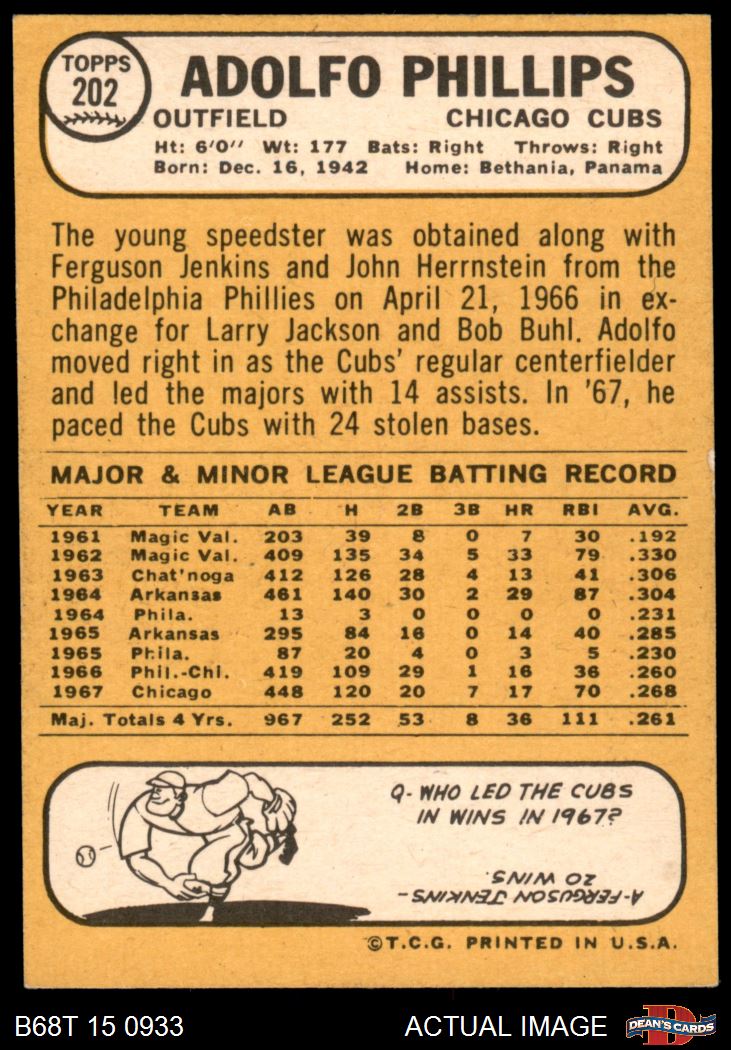 TOPPS
202
ADOLFO PHILLIPS
OUTFIELD CHICAGO CUBS
Ht: 6'0" Wt: 177 Bats: Right Throws: Right
Born: Dec. 16, 1942 Home: Bethania, Panama
The young speedster was obtained along with
Ferguson Jenkins and John Herrnstein from the
Philadelphia Phillies on April 21, 1966 in ex-
change for Larry Jackson and Bob Buhl. Adolfo
moved right in as the Cubs' regular centerfielder
and led the majors with 14 assists. In '67, he
paced the Cubs with 24 stolen bases.
MAJOR & MINOR LEAGUE BATTING RECORD
YEAR TEAM AB H 2B 3B HR RBI AVG.
1961 Magic Val. 203 39 8 0 7 30 .192
1962 Magic Val. 409 135 34 5 33 79 .330
1963 Chat'noga 412 126 28 4 13 41 .306
1964 Arkansas 461 140 30 2 29 87 .304
1964 Phila. 13 3 0 0 0 0 .231
1965 Arkansas 295 84 16 0 14 40 .285
1965 Phila. 87 20 4 0 3 5 .230
1966 Phil.-Chi. 419 109 29 1 16 36 .260
1967 Chicago 448 120 20 7 17 70 .268
Maj. Totals 4 Yrs. 967 252 53 8 36 111 .261
Q- WHO LED THE CUBS
IN WINS IN 1967?
A-FERGUSON JENKINS-
20 WINS.
©T.C.G. PRINTED IN U.S.A.
B68T 15 0933 ACTUAL IMAGE DEAN'S CARDS